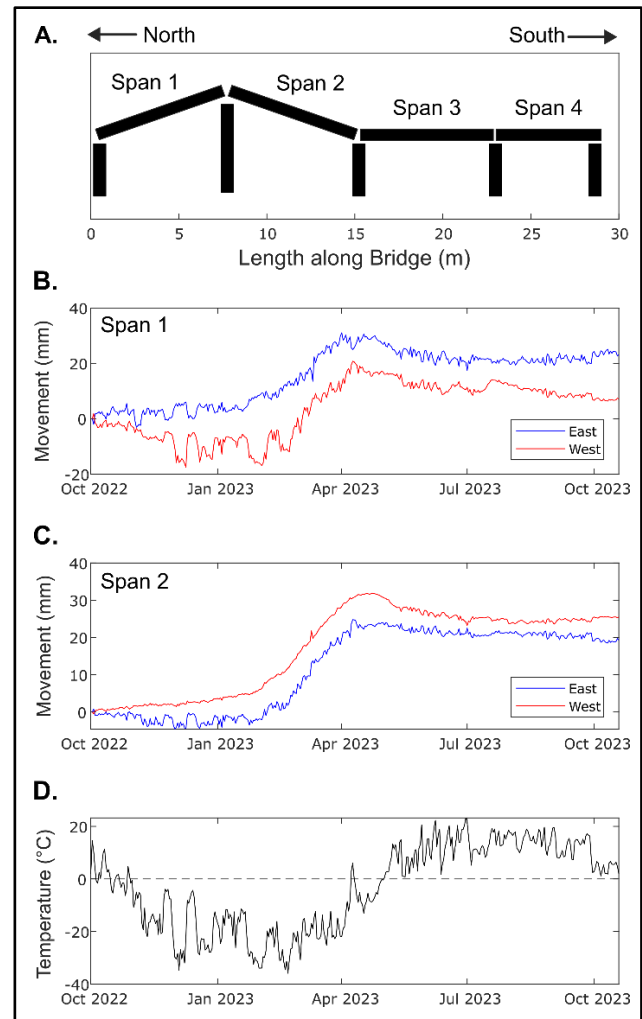 A.
North
South
Span 1
Span 2
Span 3
Span 4
0 5 10 15 20 25 30
Length along Bridge (m)
B.
Span 1
Movement (mm)
40
20
0
-20
East
West
Oct 2022 Jan 2023 Apr 2023 Jul 2023 Oct 2023
C.
Span 2
Movement (mm)
40
30
20
10
0
East
West
Oct 2022 Jan 2023 Apr 2023 Jul 2023 Oct 2023
D.
Temperature (°C)
20
0
-20
-40
Oct 2022 Jan 2023 Apr 2023 Jul 2023 Oct 2023